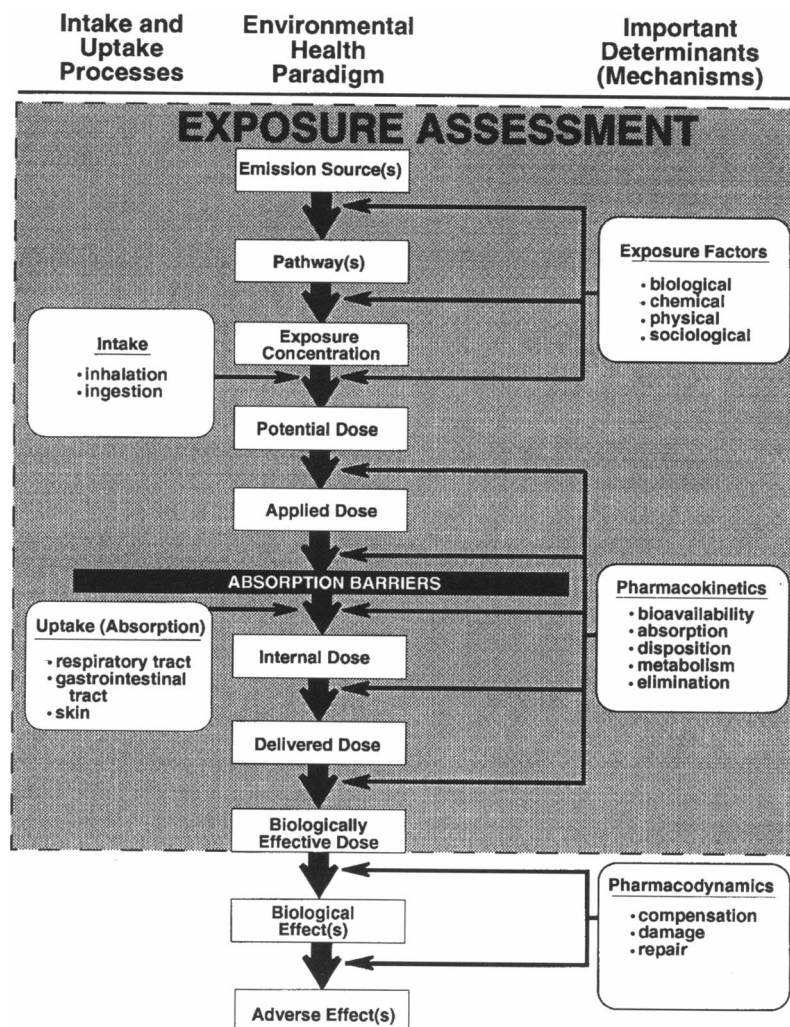 Intake and
Uptake
Processes
Environmental
Health
Paradigm
Important
Determinants
(Mechanisms)
EXPOSURE ASSESSMENT
Emission Source(s)
Pathway(s)
Exposure Factors
• biological
• chemical
• physical
• sociological
Exposure
Concentration
Intake
• inhalation
• ingestion
Potential Dose
Applied Dose
ABSORPTION BARRIERS
Pharmacokinetics
• bioavailability
• absorption
• disposition
• metabolism
• elimination
Uptake (Absorption)
• respiratory tract
• gastrointestinal
tract
• skin
Internal Dose
Delivered Dose
Biologically
Effective Dose
Pharmacodynamics
• compensation
• damage
• repair
Biological
Effect(s)
Adverse Effect(s)